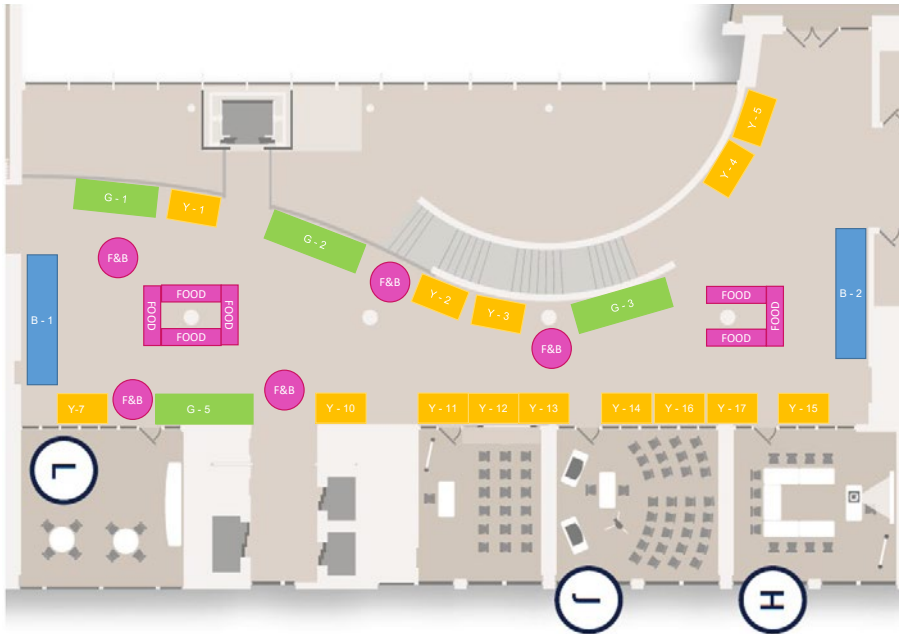 Y - 5
Y - 4
G - 1
Y - 1
G - 2
F&B
F&B
Y - 2
Y - 3
G - 3
B - 1
B - 2
FOOD
FOOD
FOOD
FOOD
FOOD
FOOD
FOOD
F&B
F&B
F&B
Y-7
G - 5
Y - 10
Y - 11
Y - 12
Y - 13
Y - 14
Y - 16
Y - 17
Y - 15
L
J
H